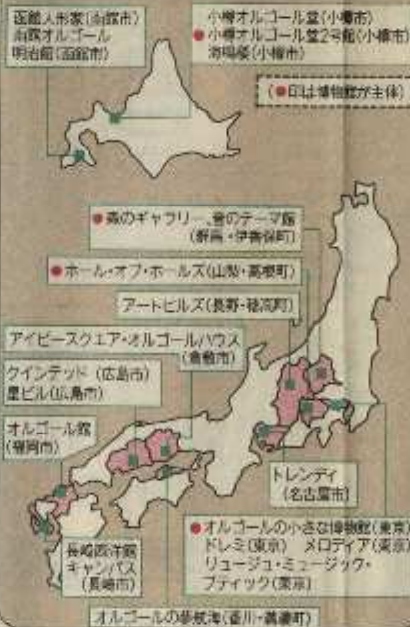 函館人形家(函館市)
函館オルゴール
明治館(函館市)
小樽オルゴール堂(小樽市)
●小樽オルゴール堂2号館(小樽市)
海鳴楼(小樽市)
(●印は博物館が主体)
●森のギャラリー、音のテーマ館
(群馬・伊香保町)
●ホール・オブ・ホールズ(山梨・高根町)
アートヒルズ(長野・穂高町)
アイビースクエア・オルゴールハウス
(倉敷市)
クインテッド(広島市)
星ビル(広島市)
オルゴール館
(福岡市)
トレンディ
(名古屋市)
●オルゴールの小さな博物館(東京)
ドレミ(東京) メロディア(東京)
リュージュ・ミュージック・
ブティック(東京)
長崎西洋館
キャンパス
(長崎市)
オルゴールの夢航海(香川・